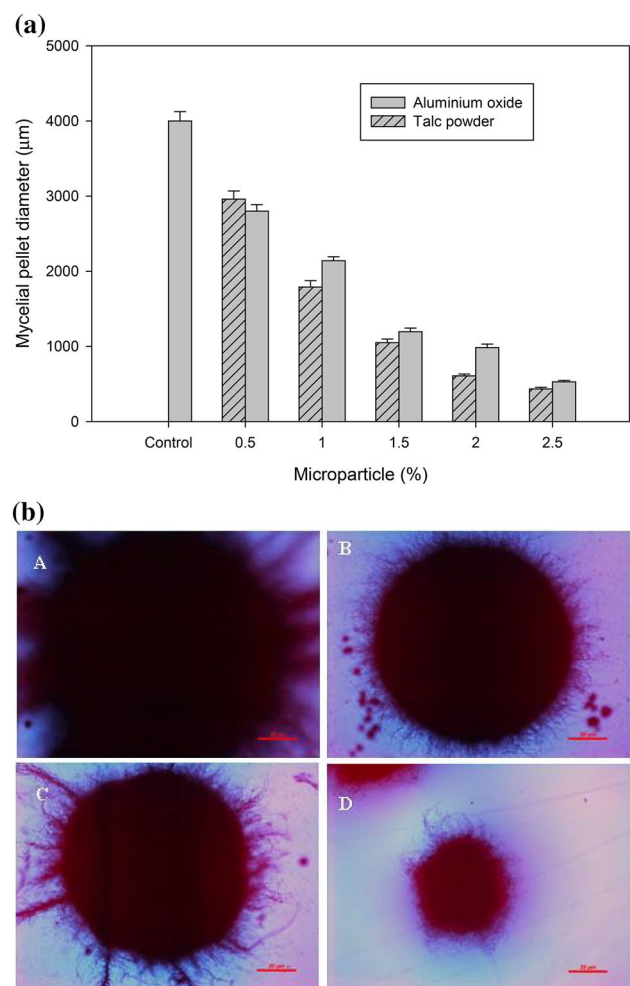 (a)
5000
4000
3000
2000
1000
0
Mycelial pellet diameter (μm)
Aluminium oxide
Talc powder
Control 0.5 1 1.5 2 2.5
Microparticle (%)
(b)
A
B
C
D